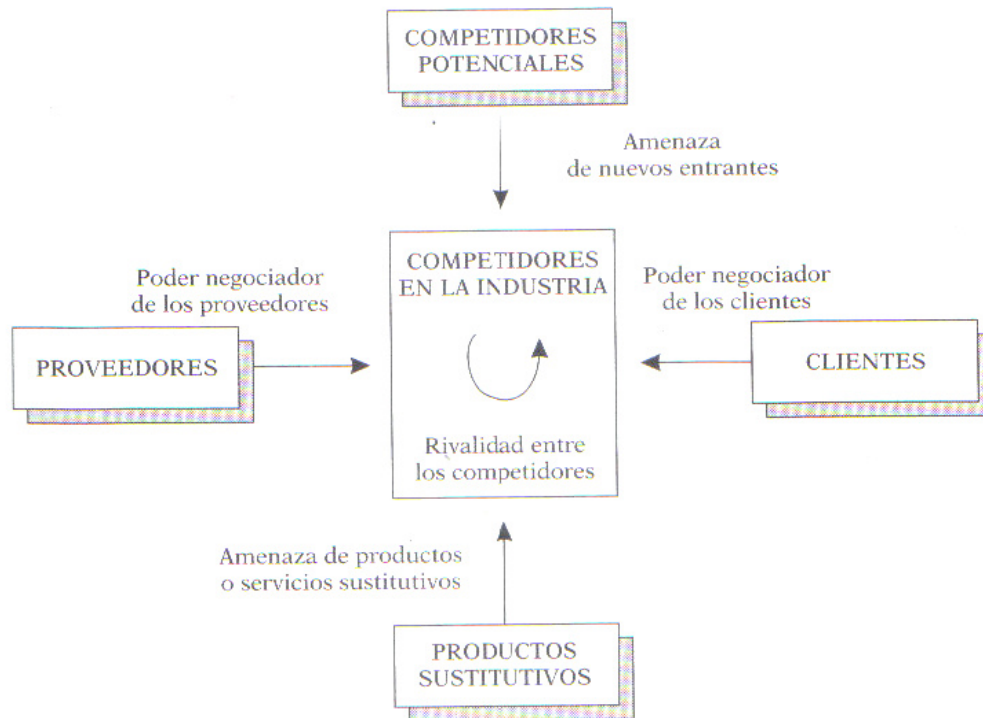 COMPETIDORES
POTENCIALES
Amenaza
de nuevos entrantes
COMPETIDORES
EN LA INDUSTRIA
Poder negociador
de los proveedores
Poder negociador
de los clientes
PROVEEDORES
CLIENTES
Rivalidad entre
los competidores
Amenaza de productos
o servicios sustitutivos
PRODUCTOS
SUSTITUTIVOS